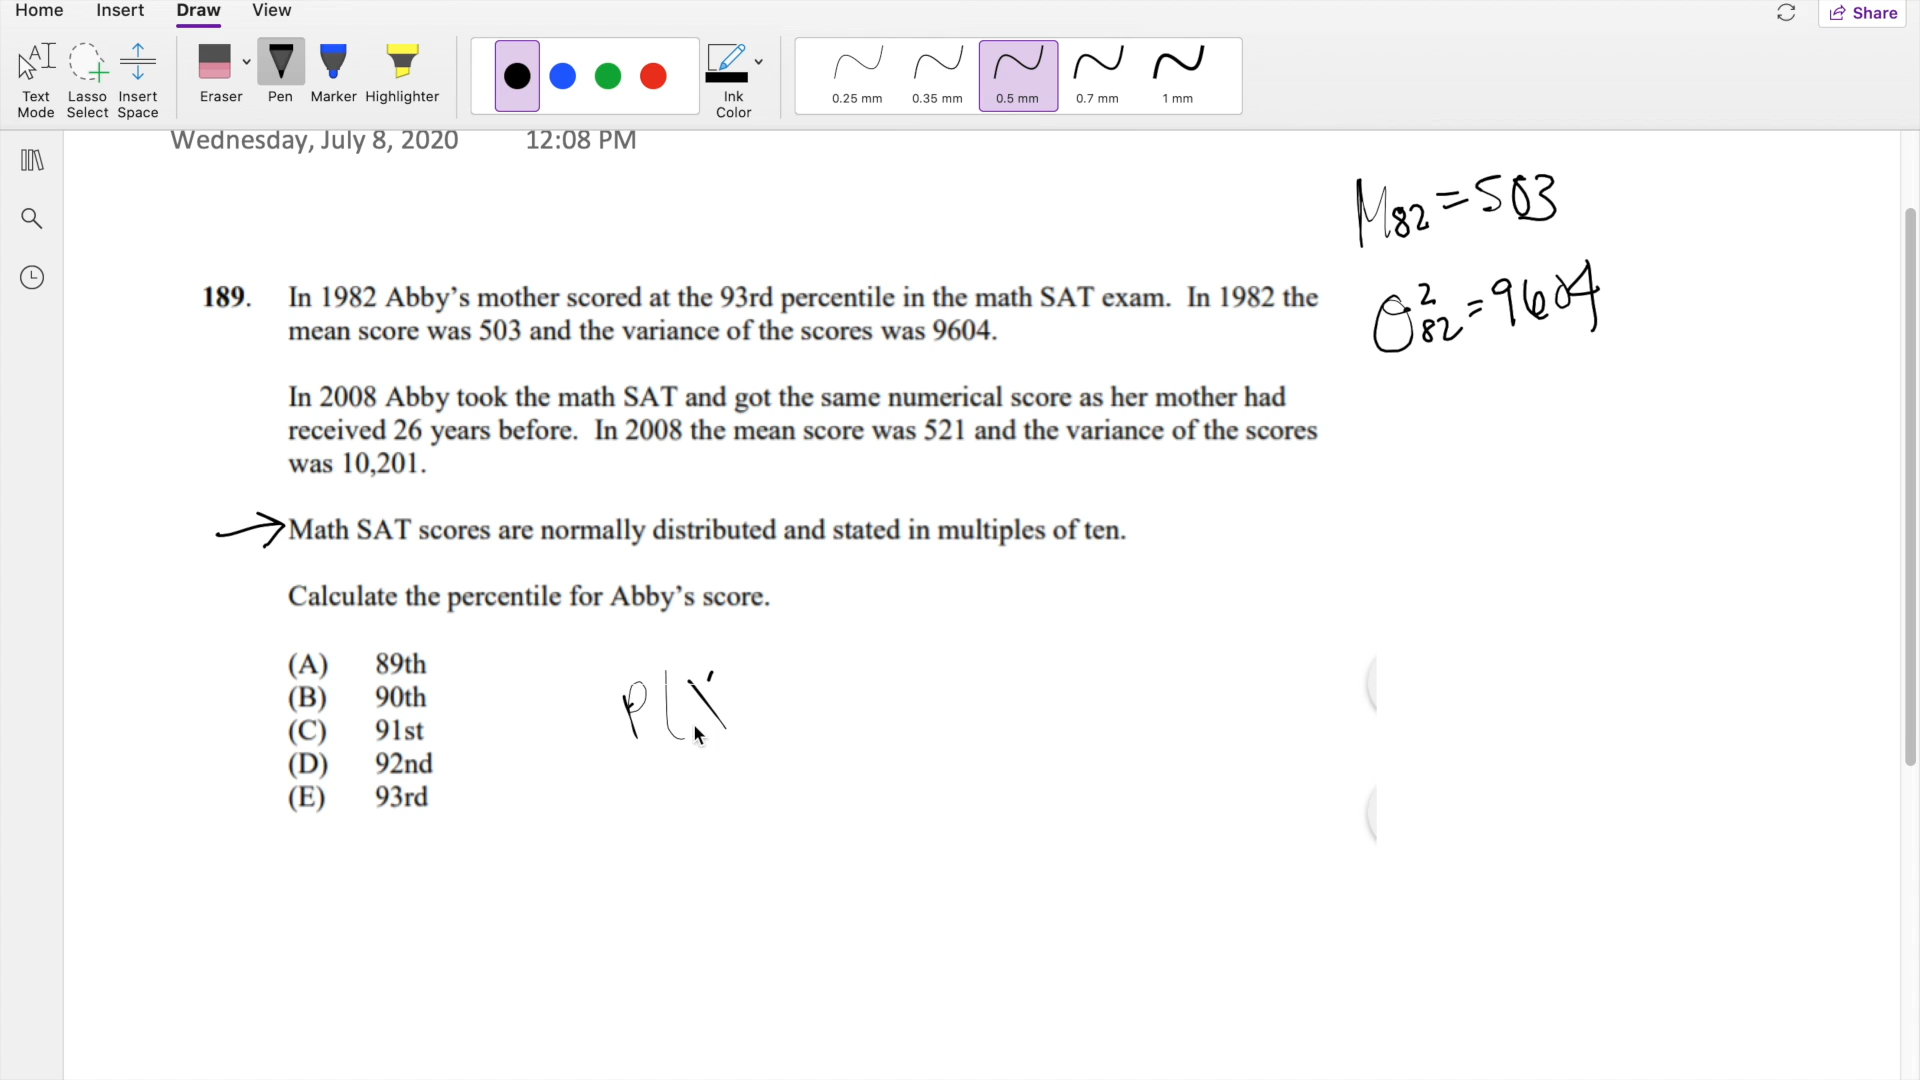 Home Insert Draw View
Share
Text Mode
Lasso Select
Insert Space
Eraser
Pen
Marker
Highlighter
Ink Color
0.25 mm
0.35 mm
0.5 mm
0.7 mm
1 mm
Wednesday, July 8, 2020 12:08 PM
M82 = 503
σ²82 = 9604
189. In 1982 Abby’s mother scored at the 93rd percentile in the math SAT exam. In 1982 the
mean score was 503 and the variance of the scores was 9604.
In 2008 Abby took the math SAT and got the same numerical score as her mother had
received 26 years before. In 2008 the mean score was 521 and the variance of the scores
was 10,201.
Math SAT scores are normally distributed and stated in multiples of ten.
Calculate the percentile for Abby’s score.
(A) 89th
(B) 90th
(C) 91st
(D) 92nd
(E) 93rd